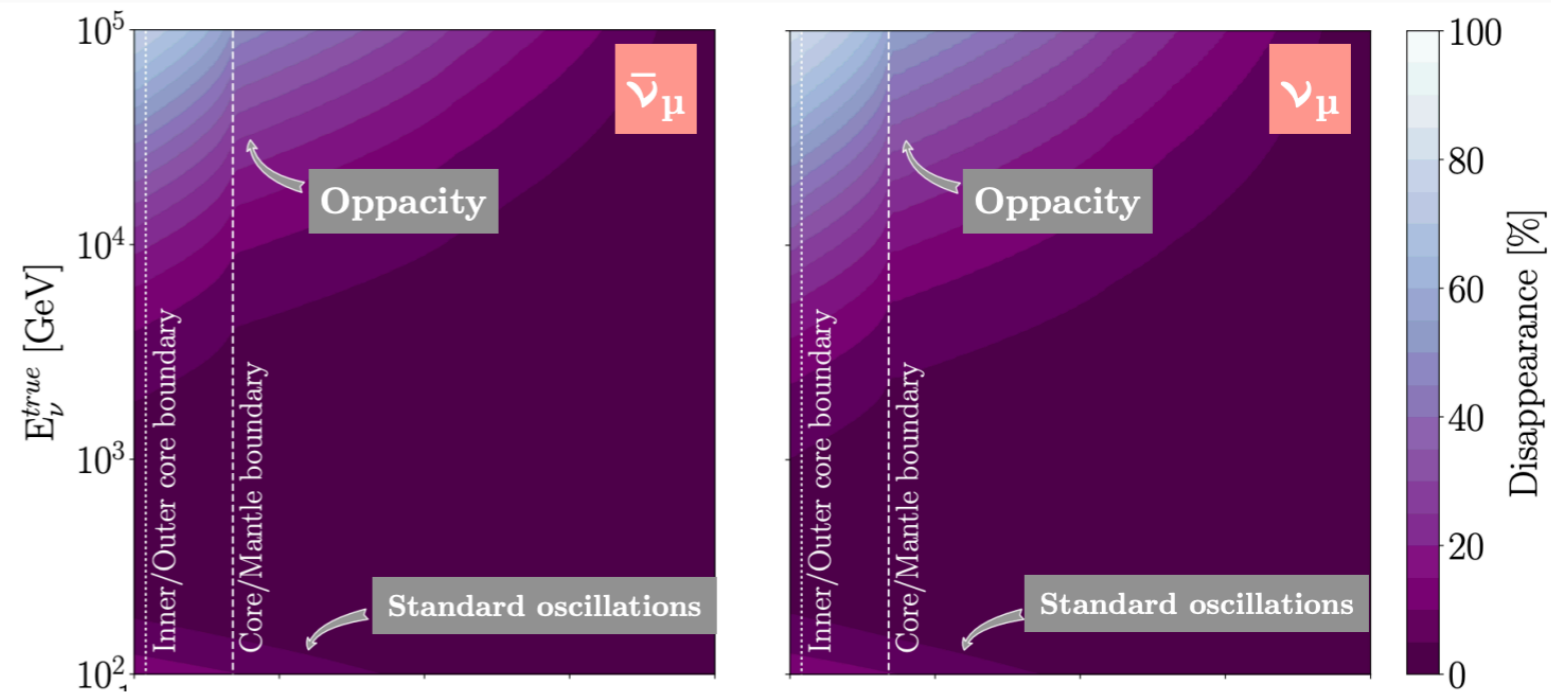 10⁵
10⁴
10³
10²
E_ν^true [GeV]
Inner/Outer core boundary
Core/Mantle boundary
ν̄_μ
Oppacity
Standard oscillations
Inner/Outer core boundary
Core/Mantle boundary
ν_μ
Oppacity
Standard oscillations
100
80
60
40
20
0
Disappearance [%]